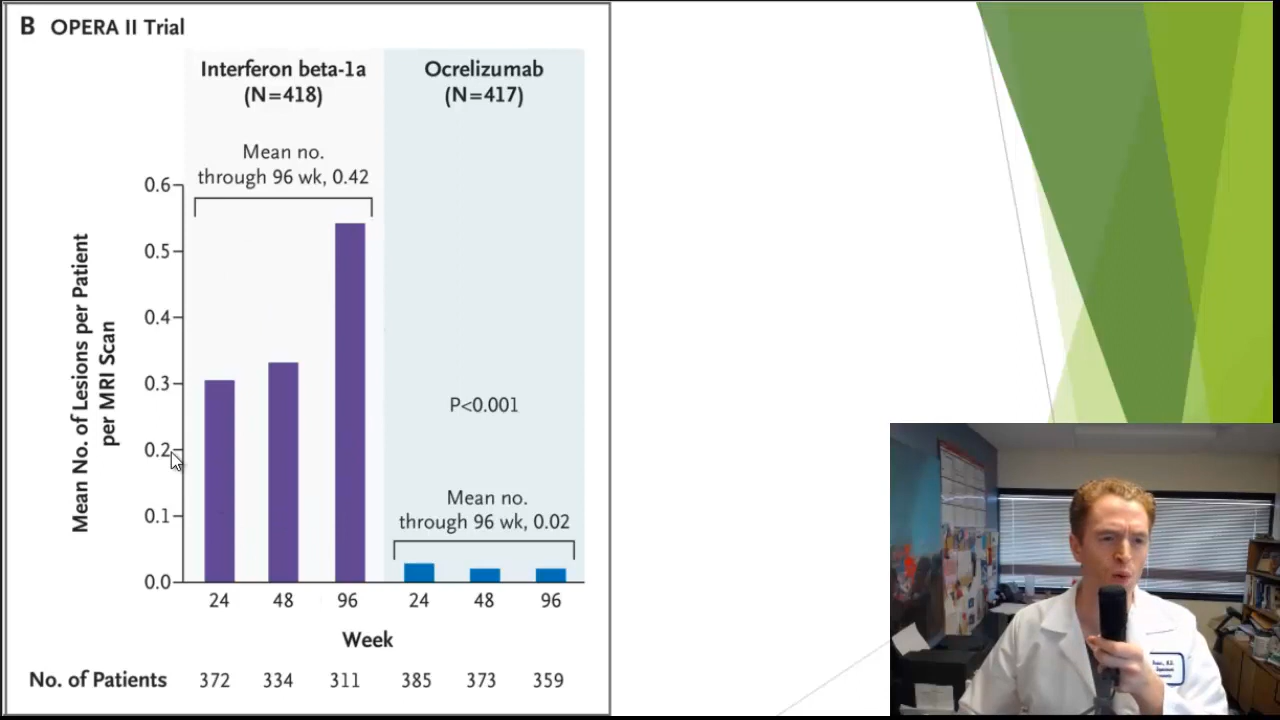 B OPERA II Trial
Interferon beta-1a
(N=418)
Ocrelizumab
(N=417)
Mean no.
through 96 wk, 0.42
0.6
0.5
0.4
0.3
0.2
0.1
0.0
Mean No. of Lesions per Patient
per MRI Scan
P<0.001
Mean no.
through 96 wk, 0.02
24 48 96 24 48 96
Week
No. of Patients 372 334 311 385 373 359